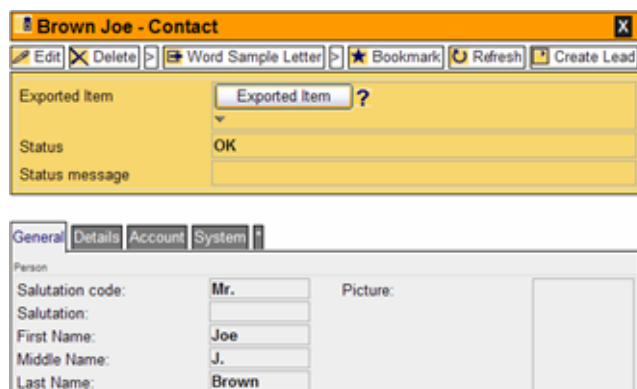 Brown Joe - Contact X
Edit Delete > Word Sample Letter > Bookmark Refresh Create Lead
Exported Item Exported Item ?
Status OK
Status message
General Details Account System *
Person
Salutation code: Mr. Picture:
Salutation:
First Name: Joe
Middle Name: J.
Last Name: Brown